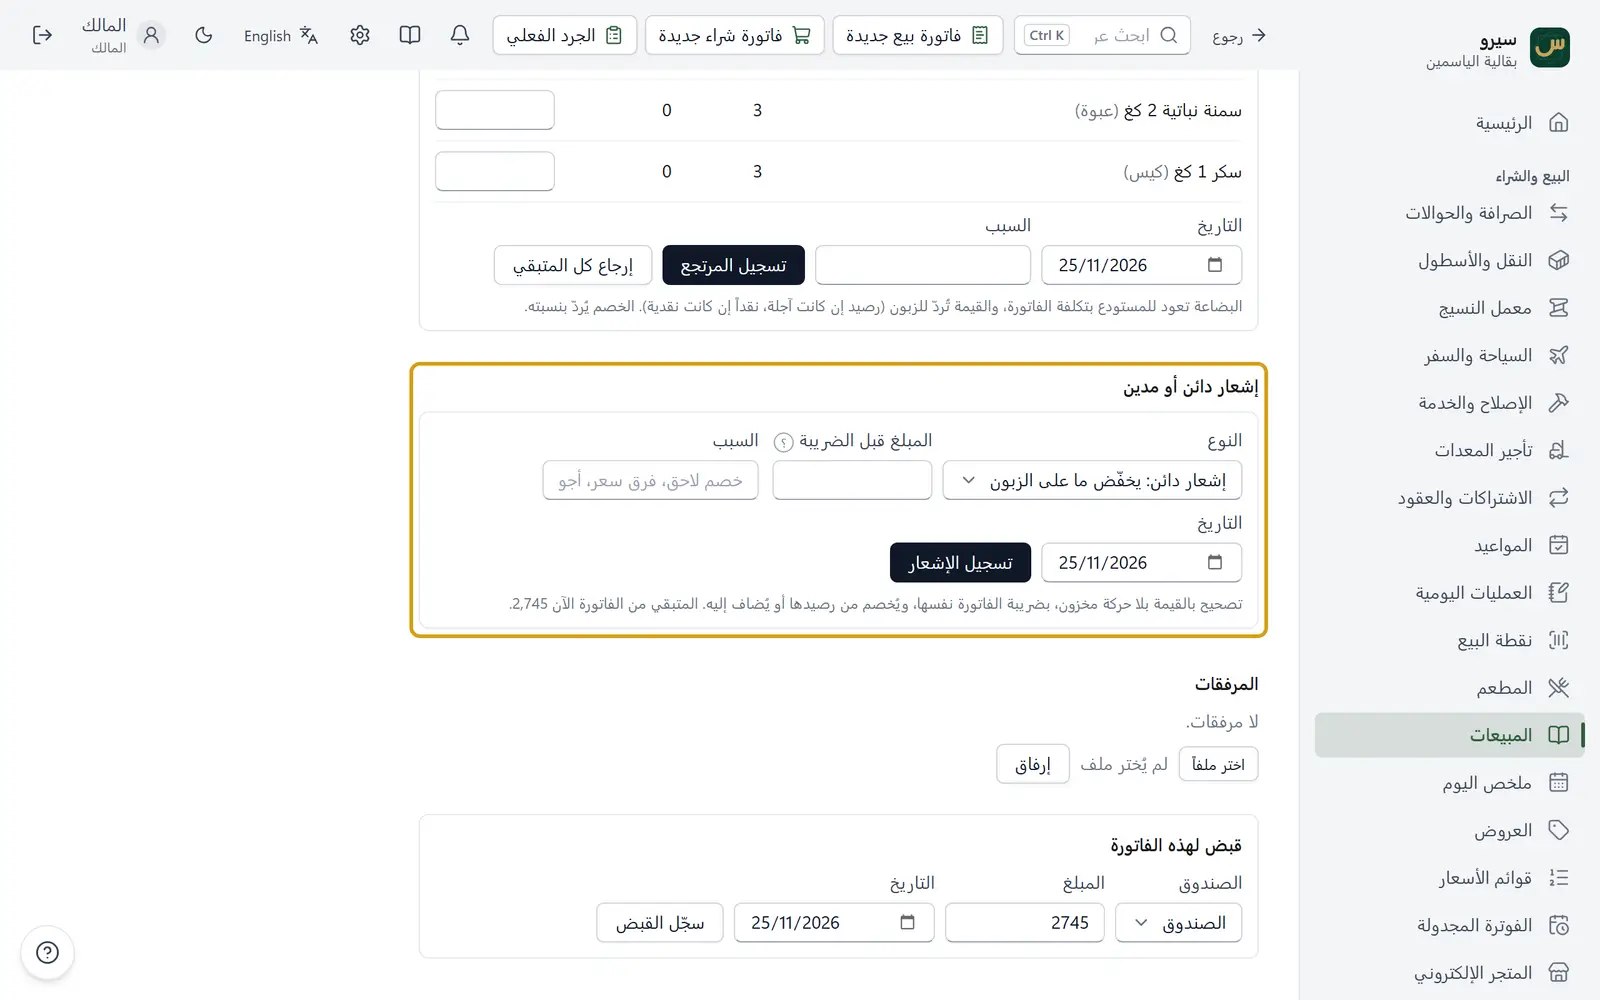 سيرو
بقالية الياسمين
رجوع
ابحث عر
Ctrl K
فاتورة بيع جديدة
فاتورة شراء جديدة
الجرد الفعلي
English
المالك
المالك
الرئيسية
البيع والشراء
الصرافة والحوالات
النقل والأسطول
معمل النسيج
السياحة والسفر
الإصلاح والخدمة
تأجير المعدات
الاشتراكات والعقود
المواعيد
العمليات اليومية
نقطة البيع
المطعم
المبيعات
ملخص اليوم
العروض
قوائم الأسعار
الفوترة المجدولة
المتجر الإلكتروني
سمنة نباتية 2 كغ (عبوة) 3 0
سكر 1 كغ (كيس) 3 0
التاريخ السبب
25/11/2026 تسجيل المرتجع إرجاع كل المتبقي
البضاعة تعود للمستودع بتكلفة الفاتورة، والقيمة تُردّ للزبون (رصيد إن كانت آجلة، نقداً إن كانت نقدية). الخصم يُردّ بنسبته.
إشعار دائن أو مدين
النوع المبلغ قبل الضريبة ؟ السبب
إشعار دائن: يخفّض ما على الزبون خصم لاحق، فرق سعر، أجو
التاريخ
25/11/2026 تسجيل الإشعار
تصحيح بالقيمة بلا حركة مخزون، بضريبة الفاتورة نفسها، ويُخصم من رصيدها أو يُضاف إليه. المتبقي من الفاتورة الآن 2,745.
المرفقات
لا مرفقات.
اختر ملفاً لم يُختر ملف إرفاق
قبض لهذه الفاتورة
الصندوق المبلغ التاريخ
الصندوق 2745 25/11/2026 سجّل القبض